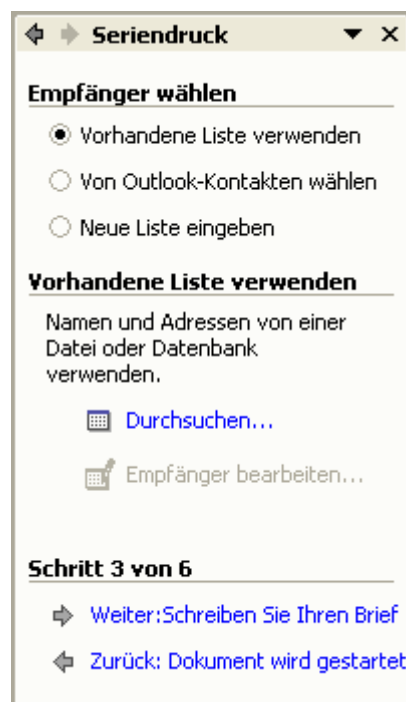 Seriendruck
Empfänger wählen
Vorhandene Liste verwenden
Von Outlook-Kontakten wählen
Neue Liste eingeben
Vorhandene Liste verwenden
Namen und Adressen von einer
Datei oder Datenbank
verwenden.
Durchsuchen...
Empfänger bearbeiten...
Schritt 3 von 6
Weiter:Schreiben Sie Ihren Brief
Zurück: Dokument wird gestartet